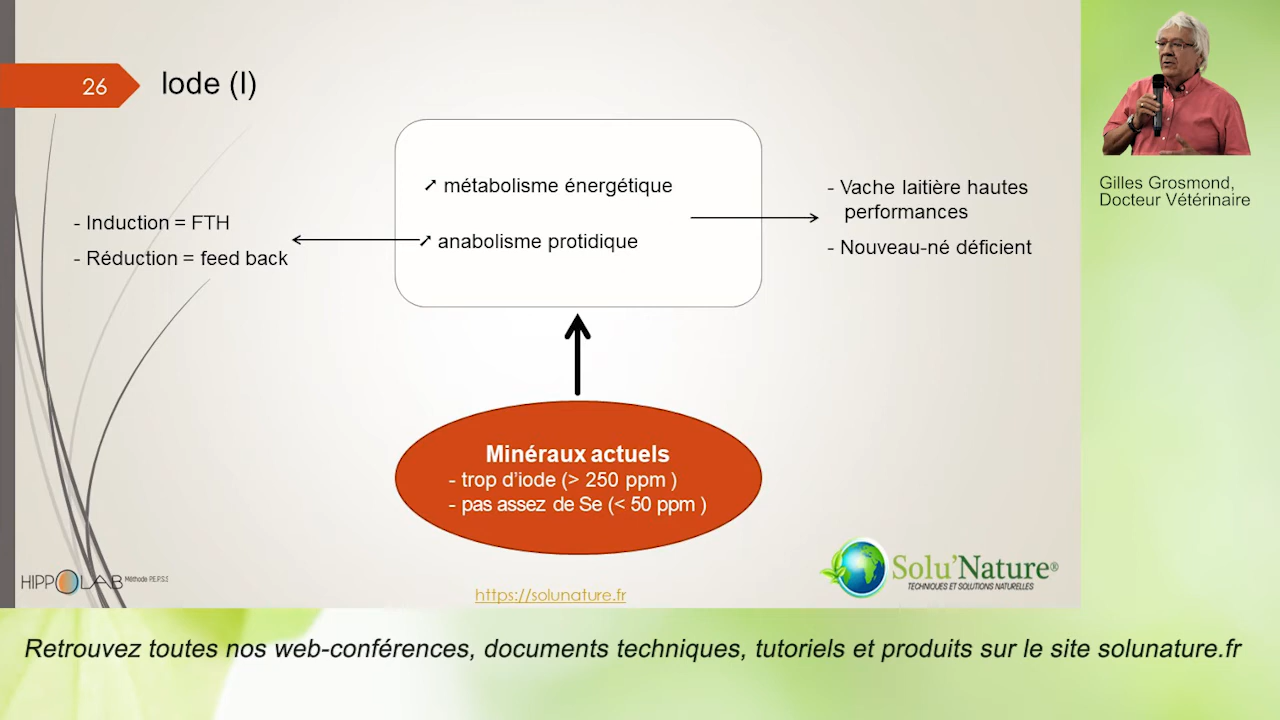 26
Iode (I)
➚ métabolisme énergétique
➚ anabolisme protidique
- Induction = FTH
- Réduction = feed back
- Vache laitière hautes
performances
- Nouveau-né déficient
Minéraux actuels
- trop d'iode (> 250 ppm )
- pas assez de Se (< 50 ppm )
HIPPOLAB Méthode P.E.P.S.S
https://solunature.fr
Solu'Nature®
TECHNIQUES ET SOLUTIONS NATURELLES
Gilles Grosmond,
Docteur Vétérinaire
Retrouvez toutes nos web-conférences, documents techniques, tutoriels et produits sur le site solunature.fr